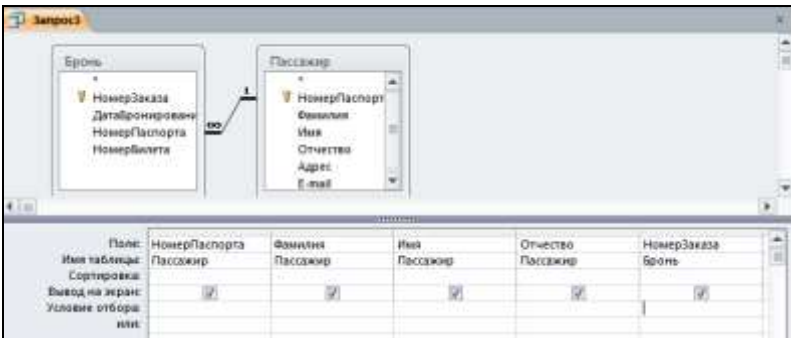 Запрос3
Бронь
*
НомерЗаказа
ДатаБронировани
НомерПаспорта
НомерБилета
∞
1
Пассажир
*
НомерПаспорт
Фамилия
Имя
Отчество
Адрес
E-mail
Поле: НомерПаспорта Фамилия Имя Отчество НомерЗаказа
Имя таблицы: Пассажир Пассажир Пассажир Пассажир Бронь
Сортировка:
Вывод на экран:
Условие отбора:
или: